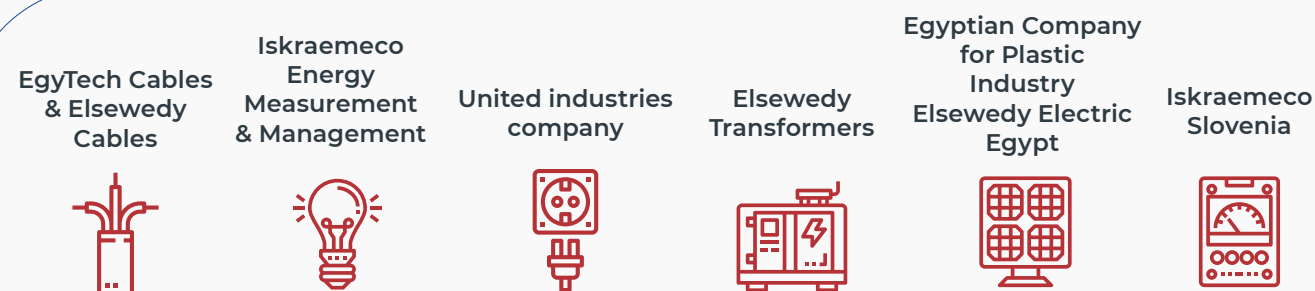 EgyTech Cables
& Elsewedy
Cables
Iskraemeco
Energy
Measurement
& Management
United industries
company
Elsewedy
Transformers
Egyptian Company
for Plastic
Industry
Elsewedy Electric
Egypt
Iskraemeco
Slovenia